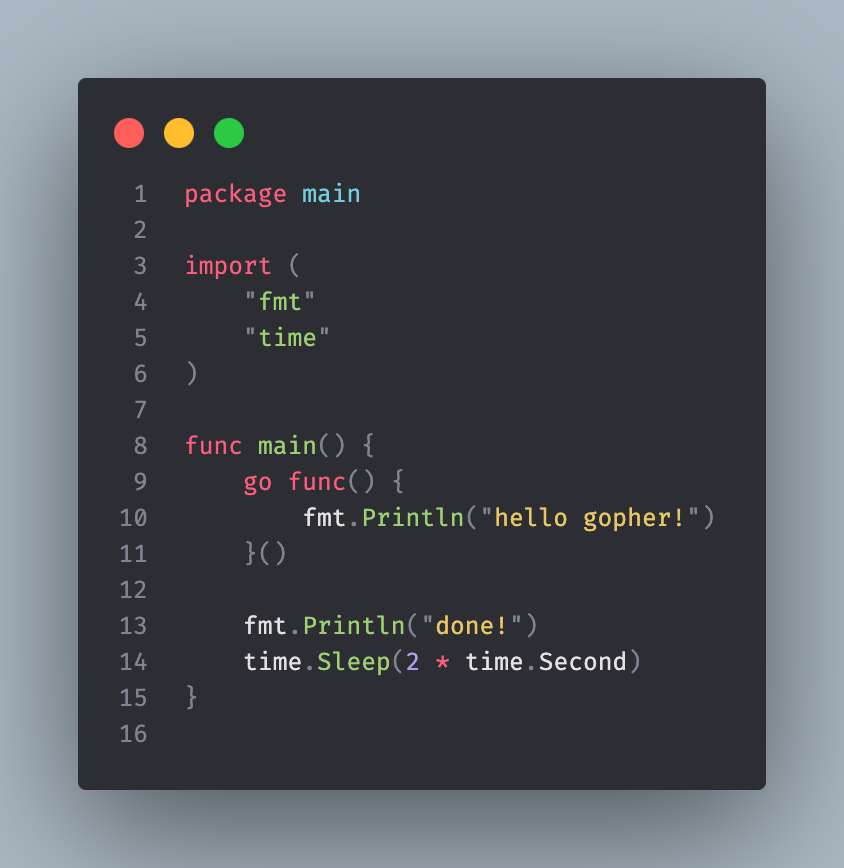 1 package main
2
3 import (
4     "fmt"
5     "time"
6 )
7
8 func main() {
9     go func() {
10         fmt.Println("hello gopher!")
11     }()
12
13     fmt.Println("done!")
14     time.Sleep(2 * time.Second)
15 }
16